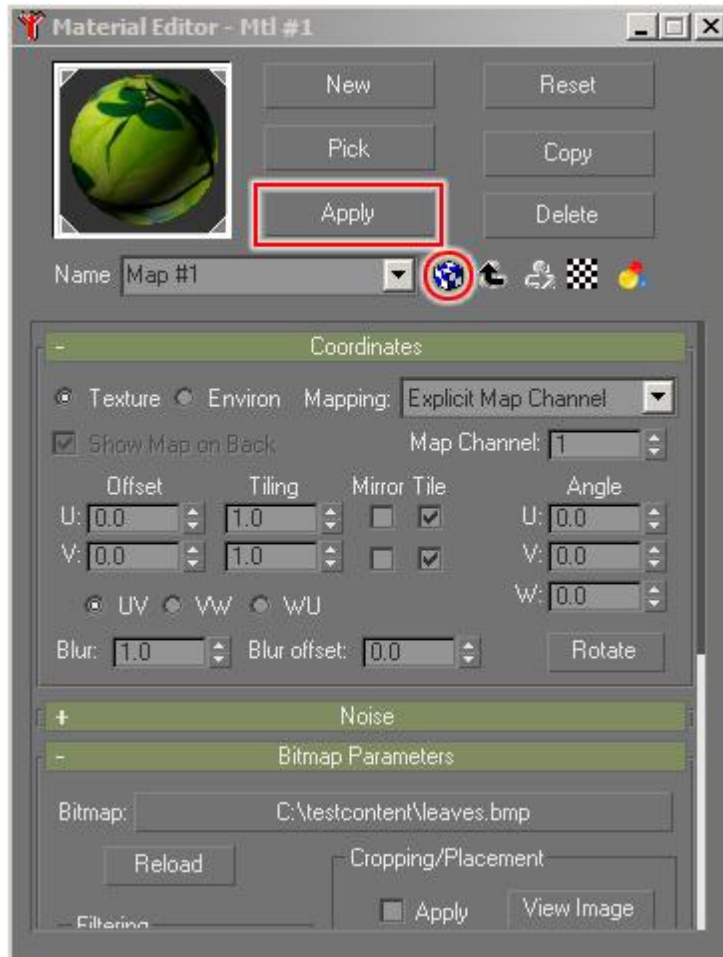 Material Editor - Mtl #1
New Reset
Pick Copy
Apply Delete
Name Map #1
- Coordinates
Texture Environ Mapping: Explicit Map Channel
Show Map on Back Map Channel: 1
Offset Tiling Mirror Tile Angle
U: 0.0 1.0 U: 0.0
V: 0.0 1.0 V: 0.0
W: 0.0
UV VW WU
Blur: 1.0 Blur offset: 0.0 Rotate
+ Noise
- Bitmap Parameters
Bitmap: C:\testcontent\leaves.bmp
Reload Cropping/Placement
Apply View Image
Filtering